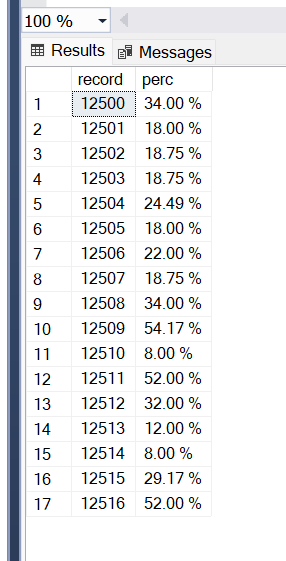 100 %
Results Messages
record perc
1 12500 34.00 %
2 12501 18.00 %
3 12502 18.75 %
4 12503 18.75 %
5 12504 24.49 %
6 12505 18.00 %
7 12506 22.00 %
8 12507 18.75 %
9 12508 34.00 %
10 12509 54.17 %
11 12510 8.00 %
12 12511 52.00 %
13 12512 32.00 %
14 12513 12.00 %
15 12514 8.00 %
16 12515 29.17 %
17 12516 52.00 %